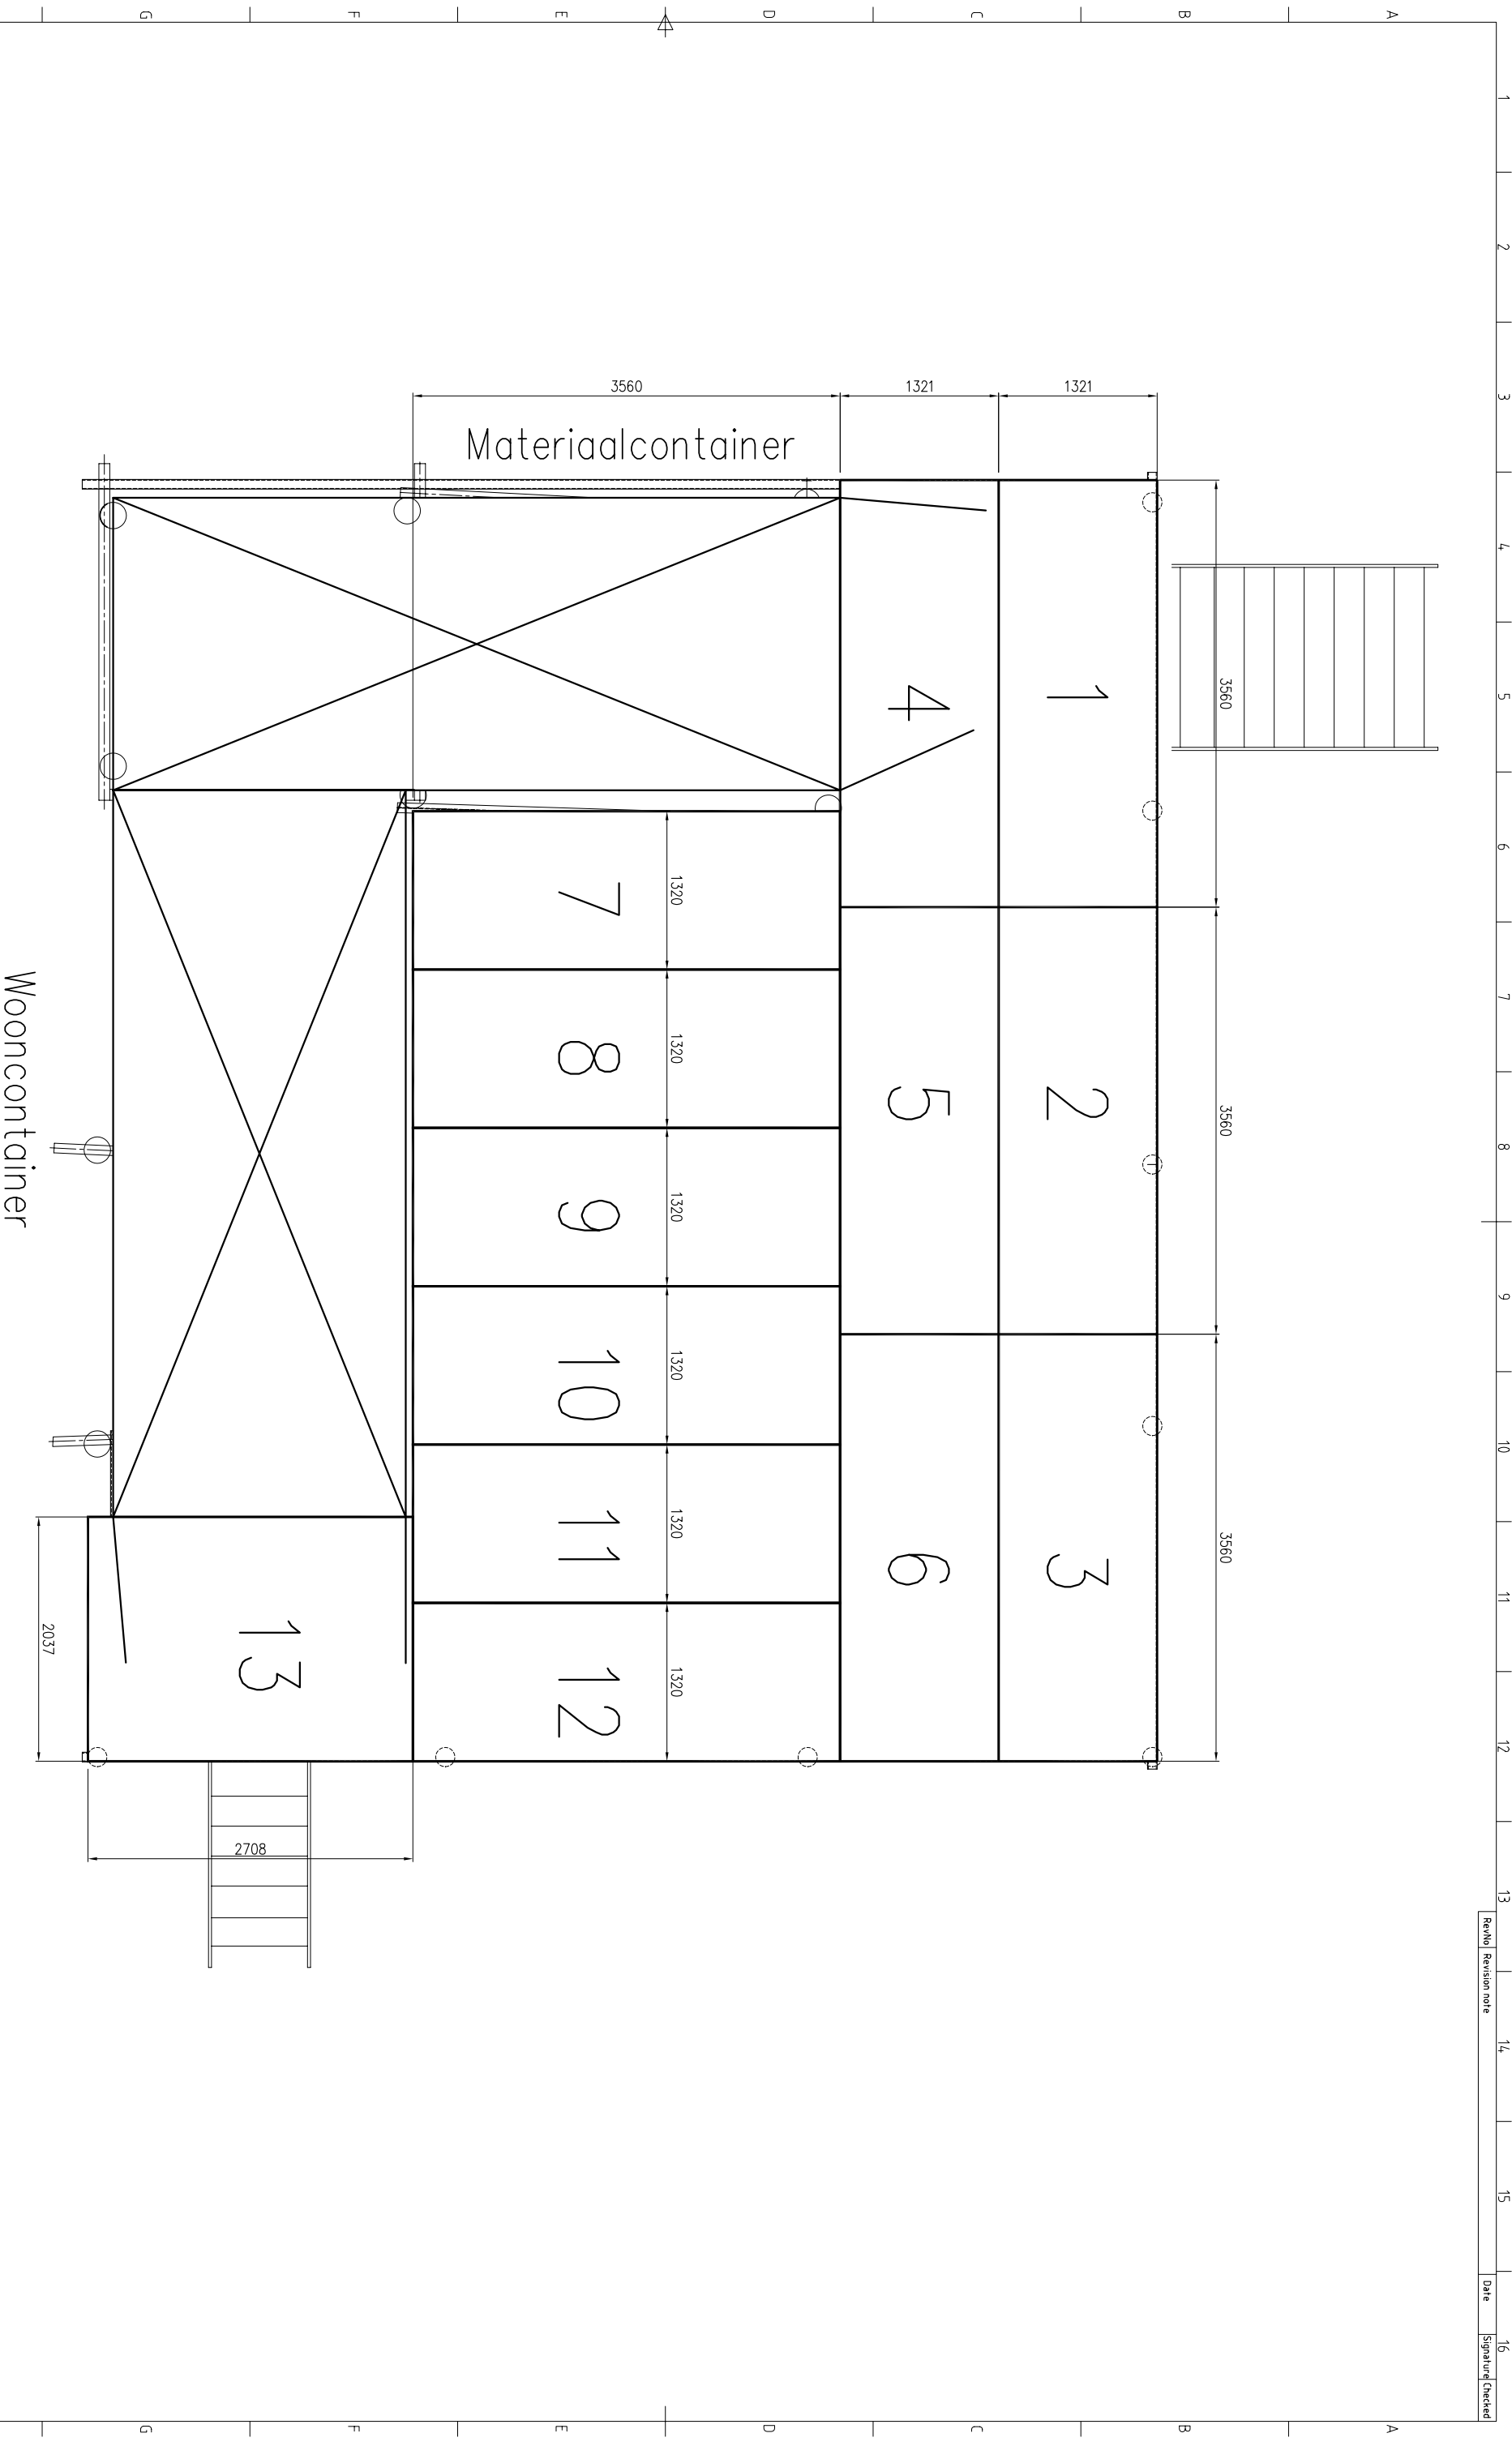 1 2 3 4 5 6 7 8 9 10 11 12 13 14 15 16
RevNo Revision note Date Signature Checked
A A
B B
C C
D D
E E
F F
G G
3560 3560 3560
1321
1321
3560
1 2 3
4 5 6
1320 1320 1320 1320 1320 1320
7 8 9 10 11 12
13
2708
2037
Materiaalcontainer
Wooncontainer